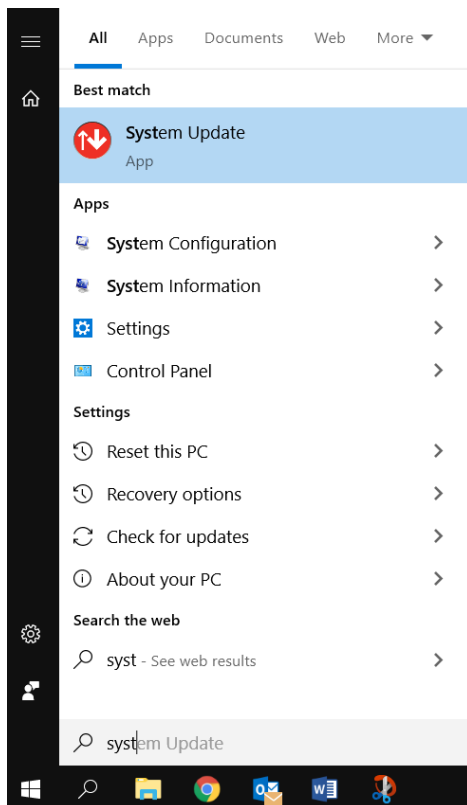 All Apps Documents Web More
Best match
System Update
App
Apps
System Configuration
System Information
Settings
Control Panel
Settings
Reset this PC
Recovery options
Check for updates
About your PC
Search the web
syst - See web results
system Update